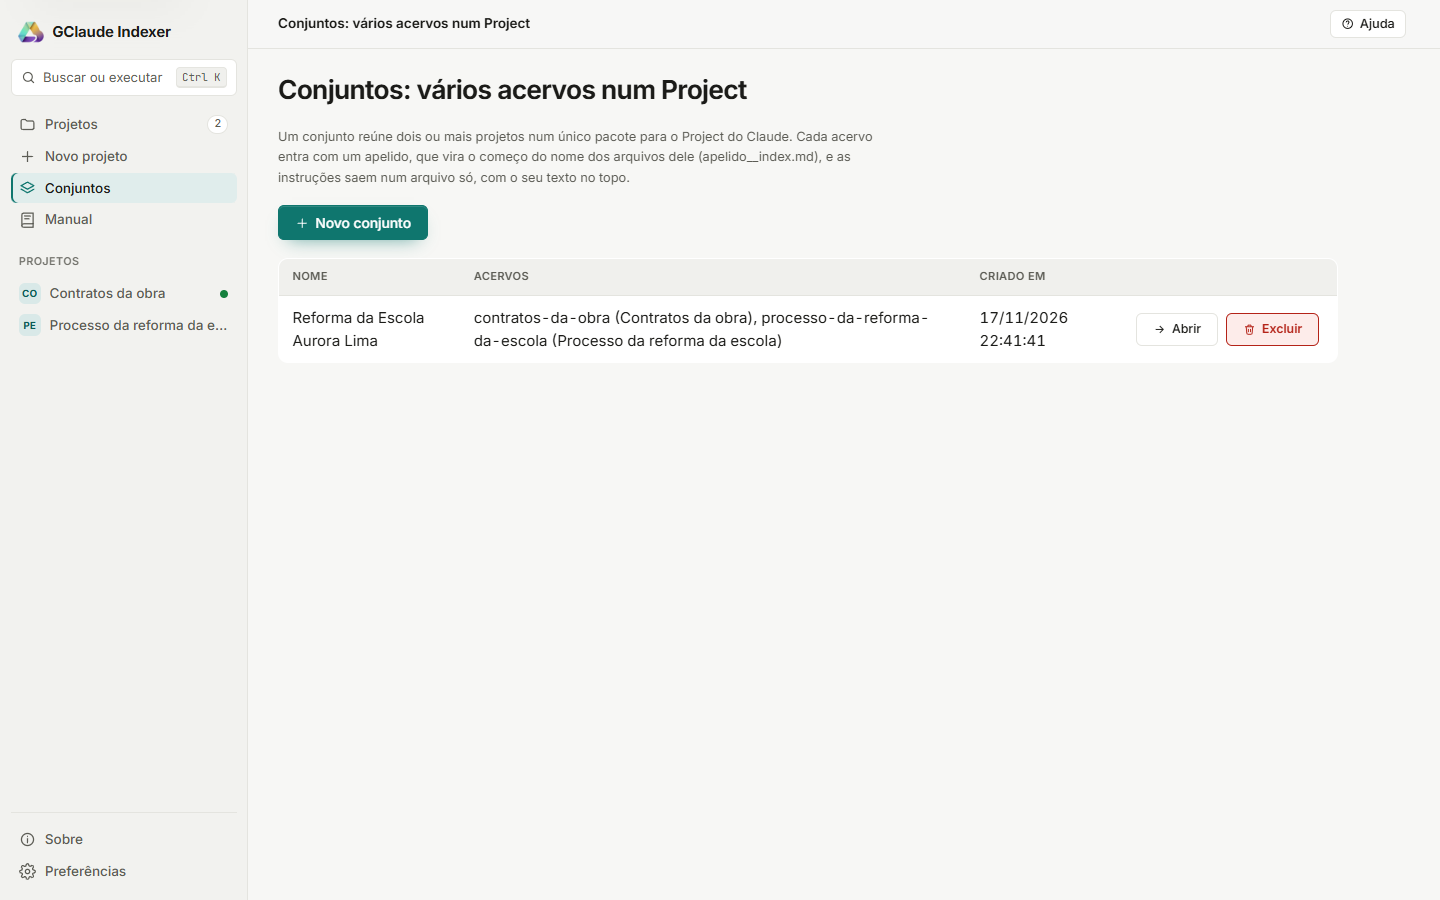 GClaude Indexer
Buscar ou executar
Ctrl K
Projetos
2
Novo projeto
Conjuntos
Manual
PROJETOS
CO
Contratos da obra
PE
Processo da reforma da e...
Sobre
Preferências
Conjuntos: vários acervos num Project
Ajuda
Conjuntos: vários acervos num Project
Um conjunto reúne dois ou mais projetos num único pacote para o Project do Claude. Cada acervo
entra com um apelido, que vira o começo do nome dos arquivos dele (apelido__index.md), e as
instruções saem num arquivo só, com o seu texto no topo.
Novo conjunto
NOME
ACERVOS
CRIADO EM
Reforma da Escola
Aurora Lima
contratos-da-obra (Contratos da obra), processo-da-reforma-
da-escola (Processo da reforma da escola)
17/11/2026
22:41:41
Abrir
Excluir